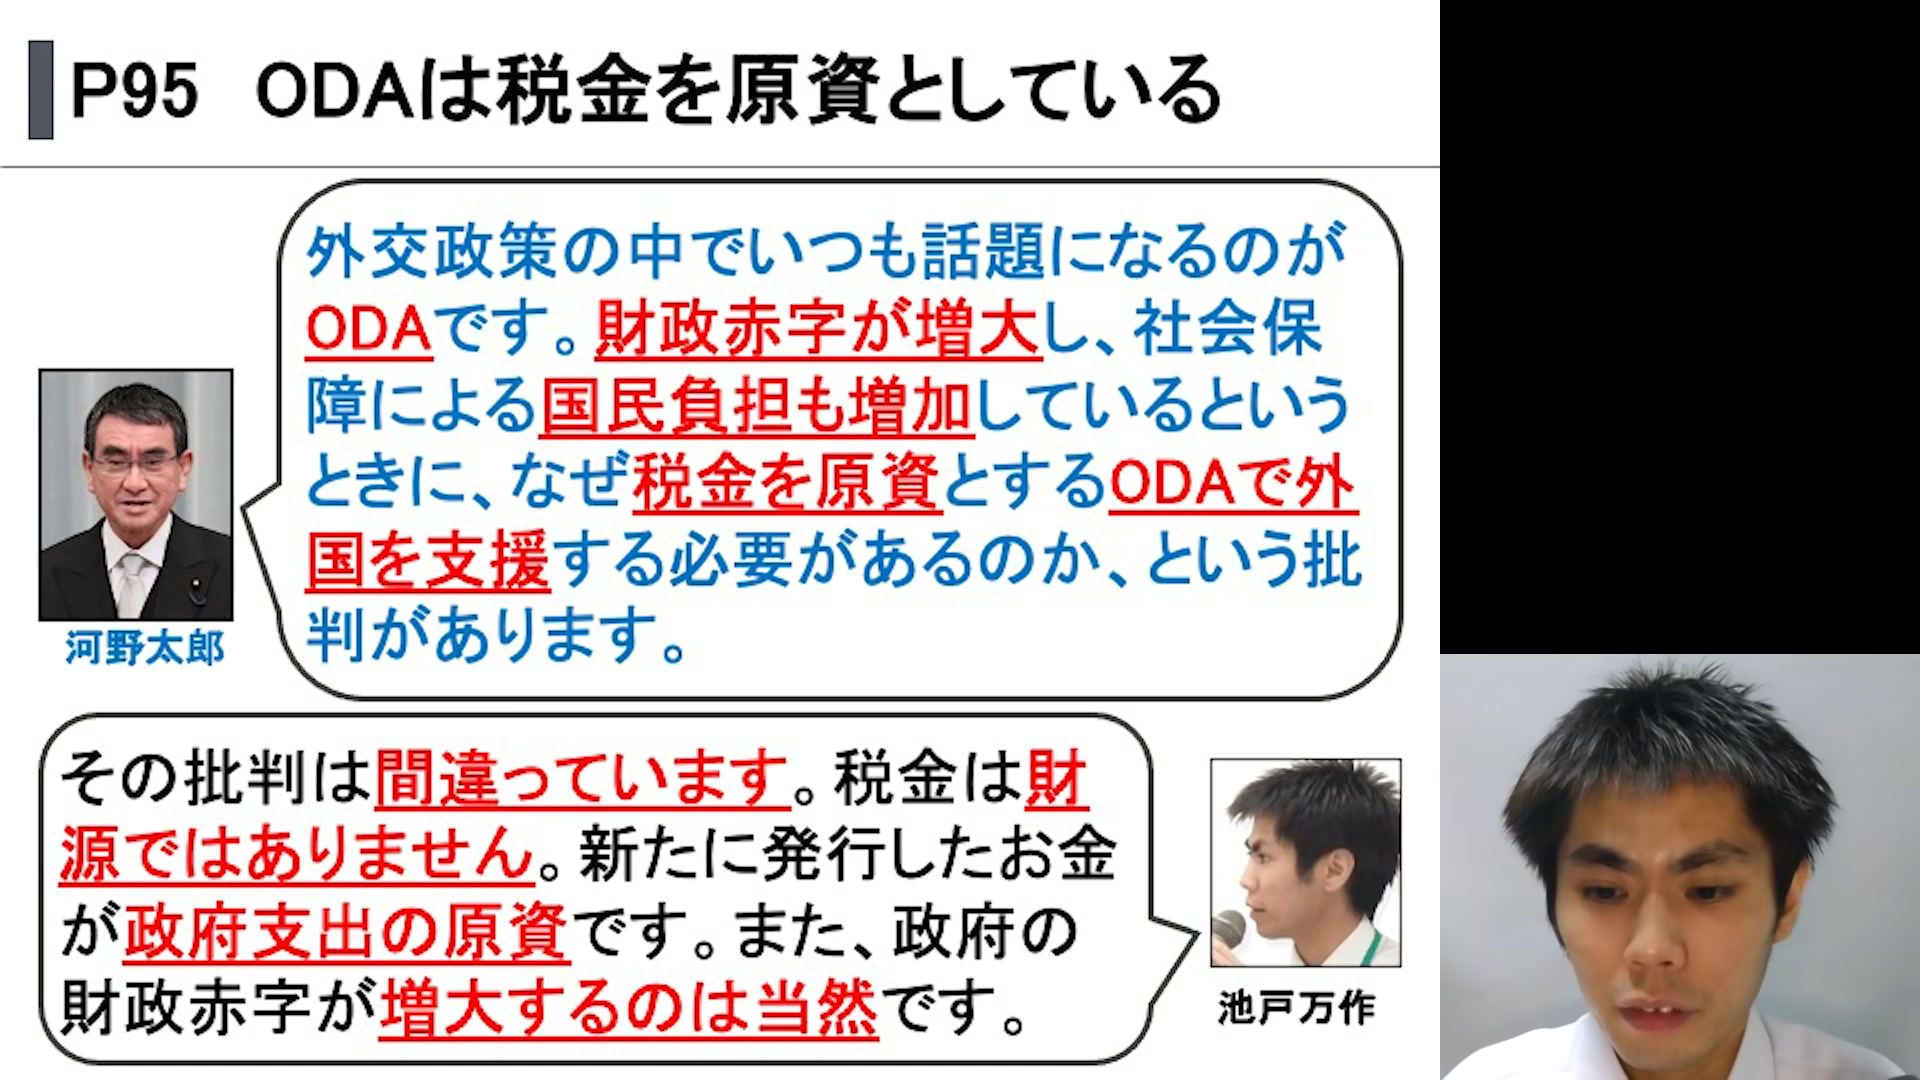 P95 ODAは税金を原資としている
外交政策の中でいつも話題になるのが
ODAです。財政赤字が増大し、社会保
障による国民負担も増加しているという
ときに、なぜ税金を原資とするODAで外
国を支援する必要があるのか、という批
判があります。
河野太郎
その批判は間違っています。税金は財
源ではありません。新たに発行したお金
が政府支出の原資です。また、政府の
財政赤字が増大するのは当然です。
池戸万作